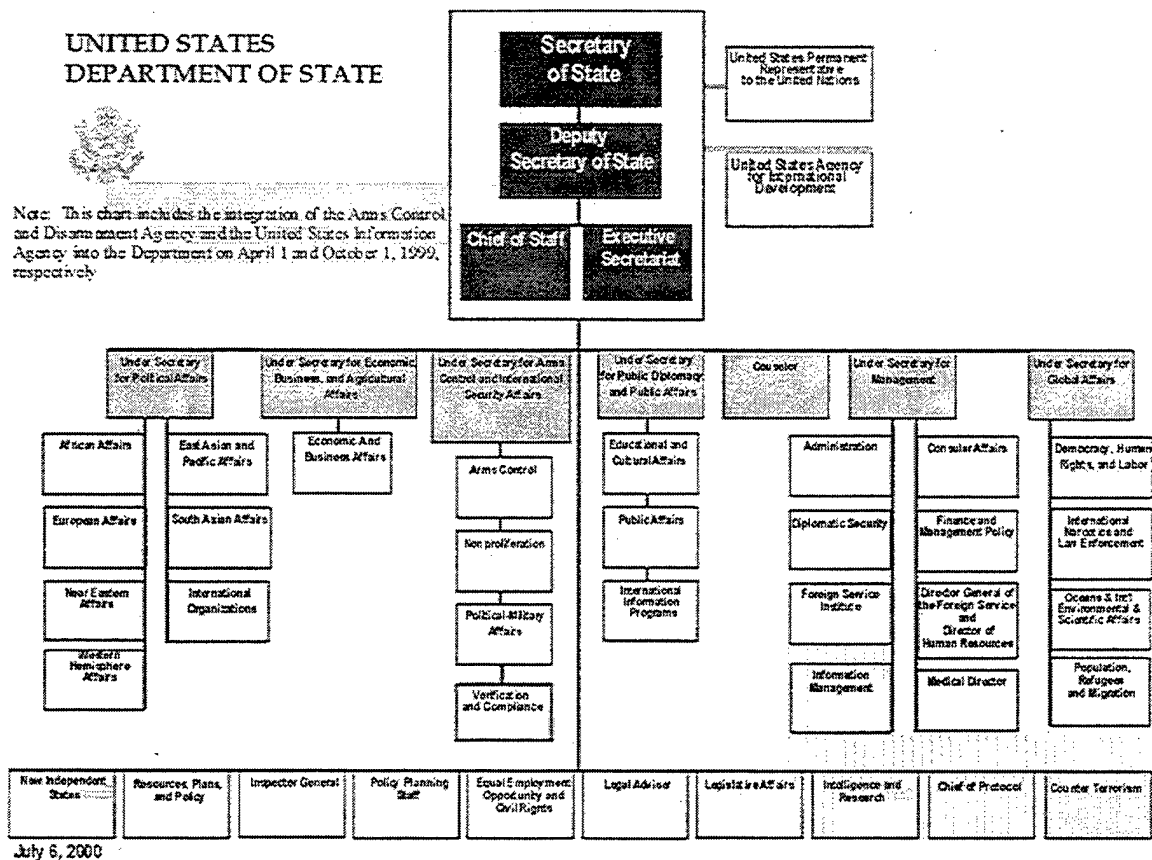 UNITED STATES
DEPARTMENT OF STATE
Note: This chart includes the integration of the Arms Control
and Disarmament Agency and the United States Information
Agency into the Department on April 1 and October 1, 1999,
respectively
Secretary
of State
Deputy
Secretary of State
Chief of Staff
Executive
Secretariat
United States Permanent
Representative
to the United Nations
United States Agency
for International
Development
Under Secretary
for Political Affairs
Under Secretary for Economic
Business, and Agricultural
Affairs
Under Secretary for Arms
Control and International
Security Affairs
Under Secretary
for Public Diplomacy
and Public Affairs
Counselor
Under Secretary for
Management
Under Secretary for
Global Affairs
African Affairs
East Asian and
Pacific Affairs
European Affairs
South Asian Affairs
Near Eastern
Affairs
International
Organizations
Western
Hemisphere
Affairs
Economic And
Business Affairs
Arms Control
Nonproliferation
Political-Military
Affairs
Verification
and Compliance
Educational and
Cultural Affairs
Public Affairs
International
Information
Programs
Administration
Consular Affairs
Diplomatic Security
Finance and
Management Policy
Foreign Service
Institute
Director General of
the Foreign Service
and
Director of
Human Resources
Information
Management
Medical Director
Democracy, Human
Rights, and Labor
International
Narcotics and
Law Enforcement
Oceans & Int'l
Environmental &
Scientific Affairs
Population,
Refugees
and Migration
New Independent
States
Resources, Plans,
and Policy
Inspector General
Policy Planning
Staff
Equal Employment
Opportunity and
Civil Rights
Legal Adviser
Legislative Affairs
Intelligence and
Research
Chief of Protocol
Counter Terrorism
July 6, 2000